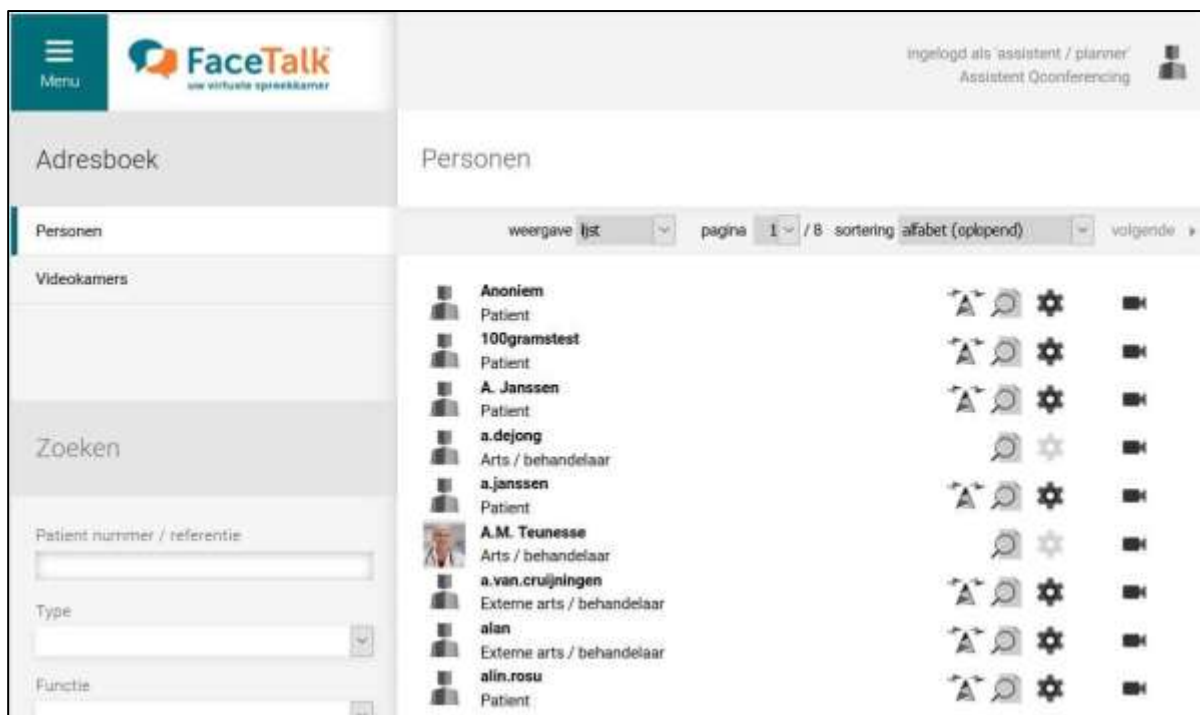 Menu
FaceTalk
uw virtuele spreekkamer
ingelogd als 'assistent / planner'
Assistent Qconferencing
Adresboek
Personen
Videokamers
Zoeken
Patient nummer / referentie
Type
Functie
Personen
weergave lijst pagina 1 / 8 sortering alfabet (oplopend) volgende
Anoniem
Patient
100gramstest
Patient
A. Janssen
Patient
a.dejong
Arts / behandelaar
a.janssen
Patient
A.M. Teunesse
Arts / behandelaar
a.van.cruijningen
Externe arts / behandelaar
alan
Externe arts / behandelaar
alin.rosu
Patient